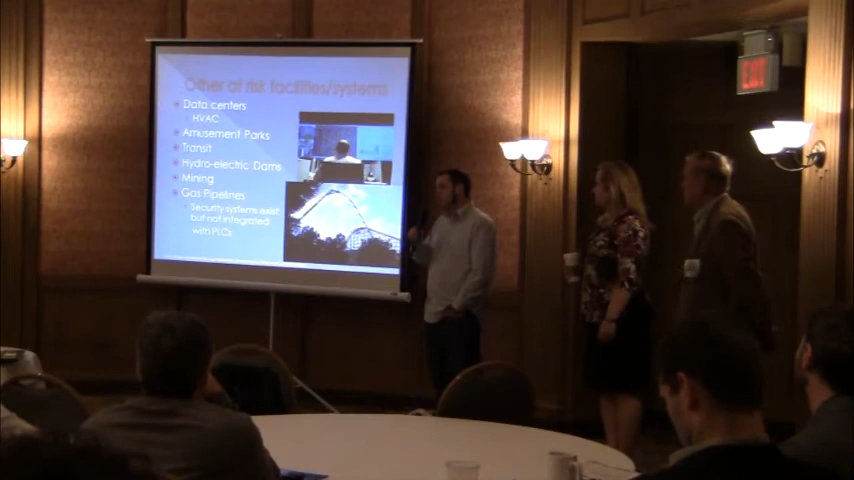 Other at risk facilities/systems
Data centers
HVAC
Amusement Parks
Transit
Hydro-electric Dams
Mining
Gas Pipelines
Security systems exist,
but not integrated
with PLCs
EXIT